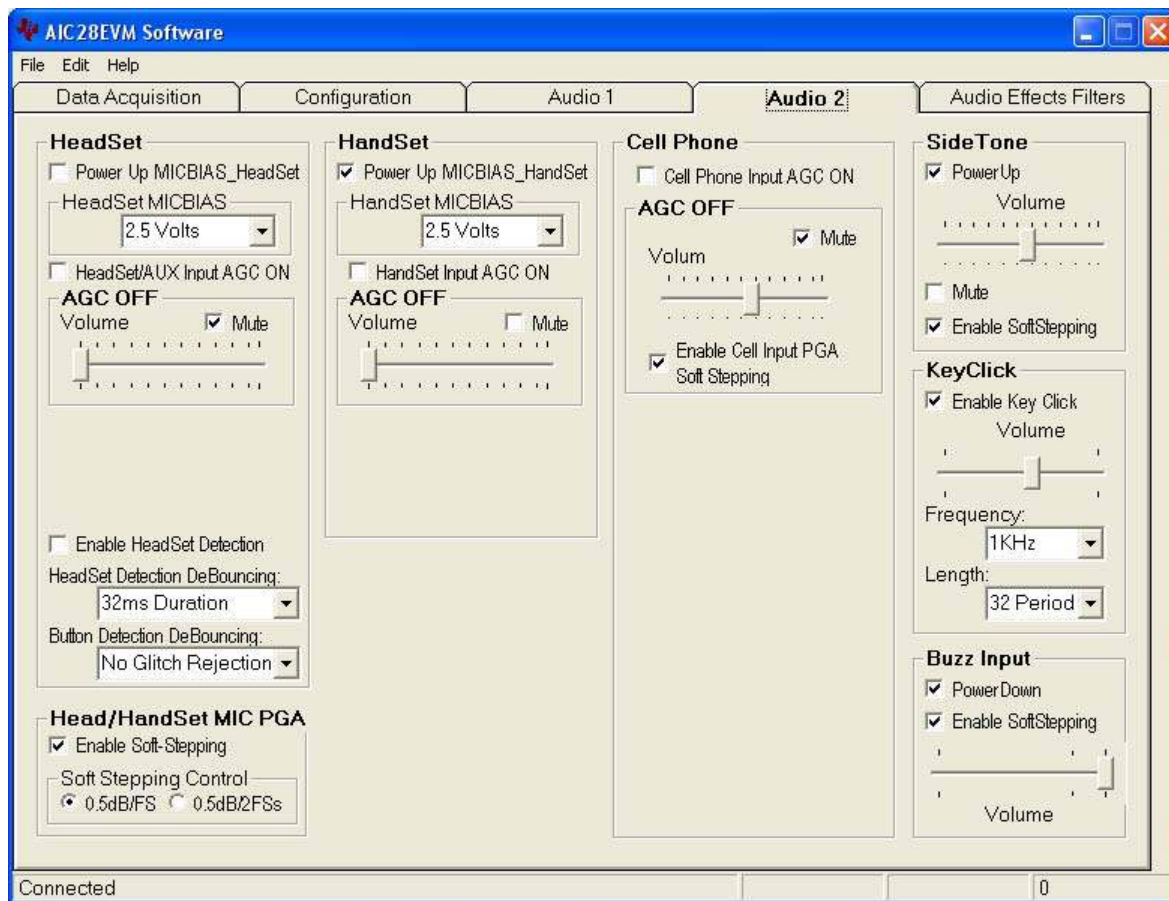 AIC28EVM Software
File Edit Help
Data Acquisition
Configuration
Audio 1
Audio 2
Audio Effects Filters
HeadSet
Power Up MICBIAS_HeadSet
HeadSet MICBIAS
2.5 Volts
HeadSet/AUX Input AGC ON
AGC OFF
Volume
Mute
Enable HeadSet Detection
HeadSet Detection DeBouncing:
32ms Duration
Button Detection DeBouncing:
No Glitch Rejection
Head/HandSet MIC PGA
Enable Soft-Stepping
Soft Stepping Control
0.5dB/FS
0.5dB/2FSs
HandSet
Power Up MICBIAS_HandSet
HandSet MICBIAS
2.5 Volts
HandSet Input AGC ON
AGC OFF
Volume
Mute
Cell Phone
Cell Phone Input AGC ON
AGC OFF
Mute
Volum
Enable Cell Input PGA
Soft Stepping
SideTone
PowerUp
Volume
Mute
Enable SoftStepping
KeyClick
Enable Key Click
Volume
Frequency:
1KHz
Length:
32 Period
Buzz Input
PowerDown
Enable SoftStepping
Volume
Connected
0